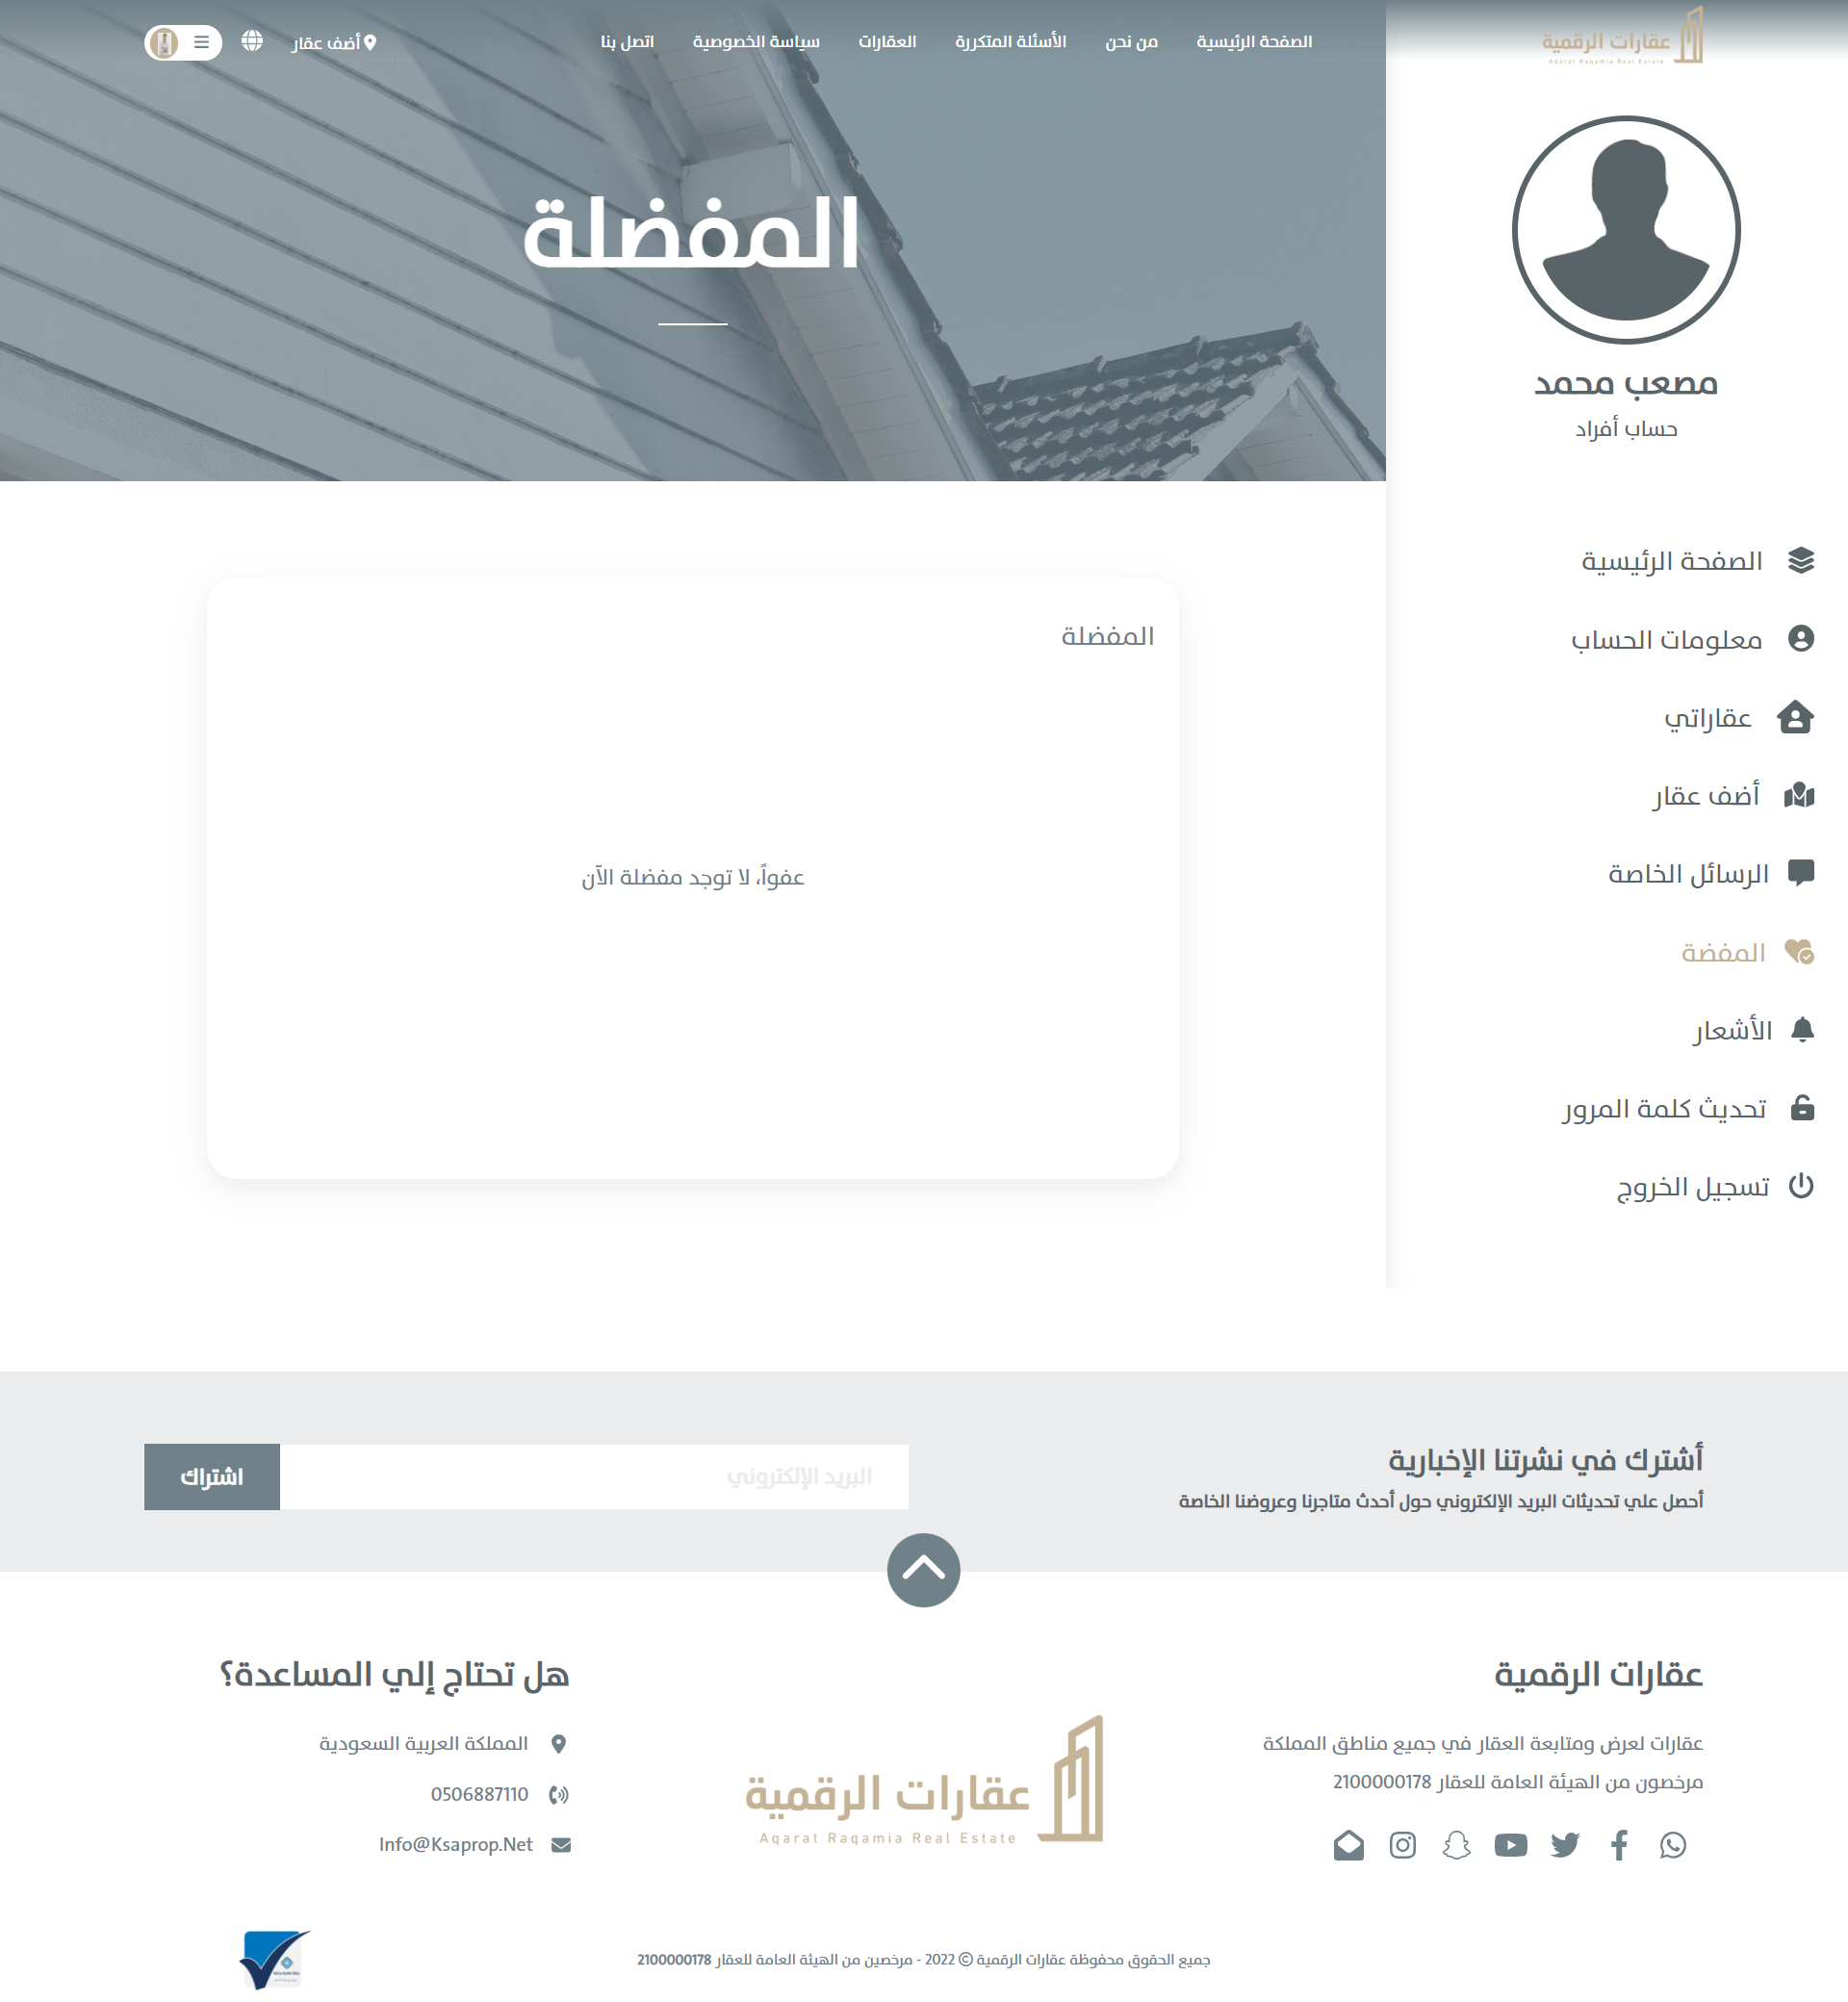 عقارات الرقمية
Aqarat Raqamia Real Estate
الصفحة الرئيسية
من نحن
الأسئلة المتكررة
العقارات
سياسة الخصوصية
اتصل بنا
أضف عقار
المفضلة
مصعب محمد
حساب أفراد
الصفحة الرئيسية
معلومات الحساب
عقاراتي
أضف عقار
الرسائل الخاصة
المفضة
الأشعار
تحديث كلمة المرور
تسجيل الخروج
المفضلة
عفواً، لا توجد مفضلة الآن
أشترك في نشرتنا الإخبارية
أحصل علي تحديثات البريد الإلكتروني حول أحدث متاجرنا وعروضنا الخاصة
البريد الإلكتروني
اشتراك
عقارات الرقمية
عقارات لعرض ومتابعة العقار في جميع مناطق المملكة
مرخصون من الهيئة العامة للعقار 2100000178
عقارات الرقمية
Aqarat Raqamia Real Estate
هل تحتاج إلي المساعدة؟
المملكة العربية السعودية
0506887110
Info@Ksaprop.Net
جميع الحقوق محفوظة عقارات الرقمية © 2022 - مرخصين من الهيئة العامة للعقار 2100000178